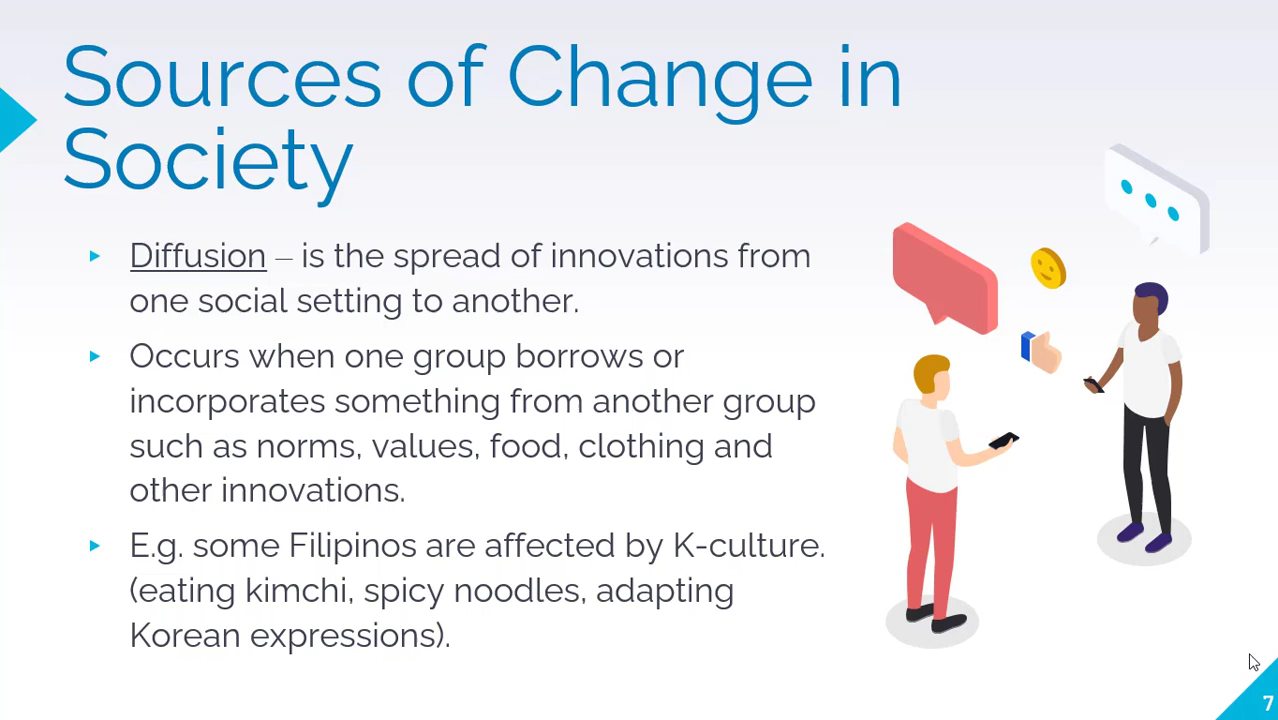 Sources of Change in
Society
Diffusion – is the spread of innovations from
one social setting to another.
Occurs when one group borrows or
incorporates something from another group
such as norms, values, food, clothing and
other innovations.
E.g. some Filipinos are affected by K-culture.
(eating kimchi, spicy noodles, adapting
Korean expressions).
7